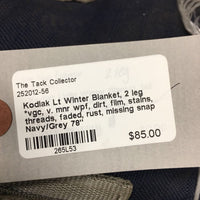 The Tack Collector
252012-56
Kodiak Lt Winter Blanket, 2 leg
*vgc, v. mnr wpf, dirt, film, stains,
threads, faded, rust, missing snap
Navy/Grey 78"
265L53
$85.00